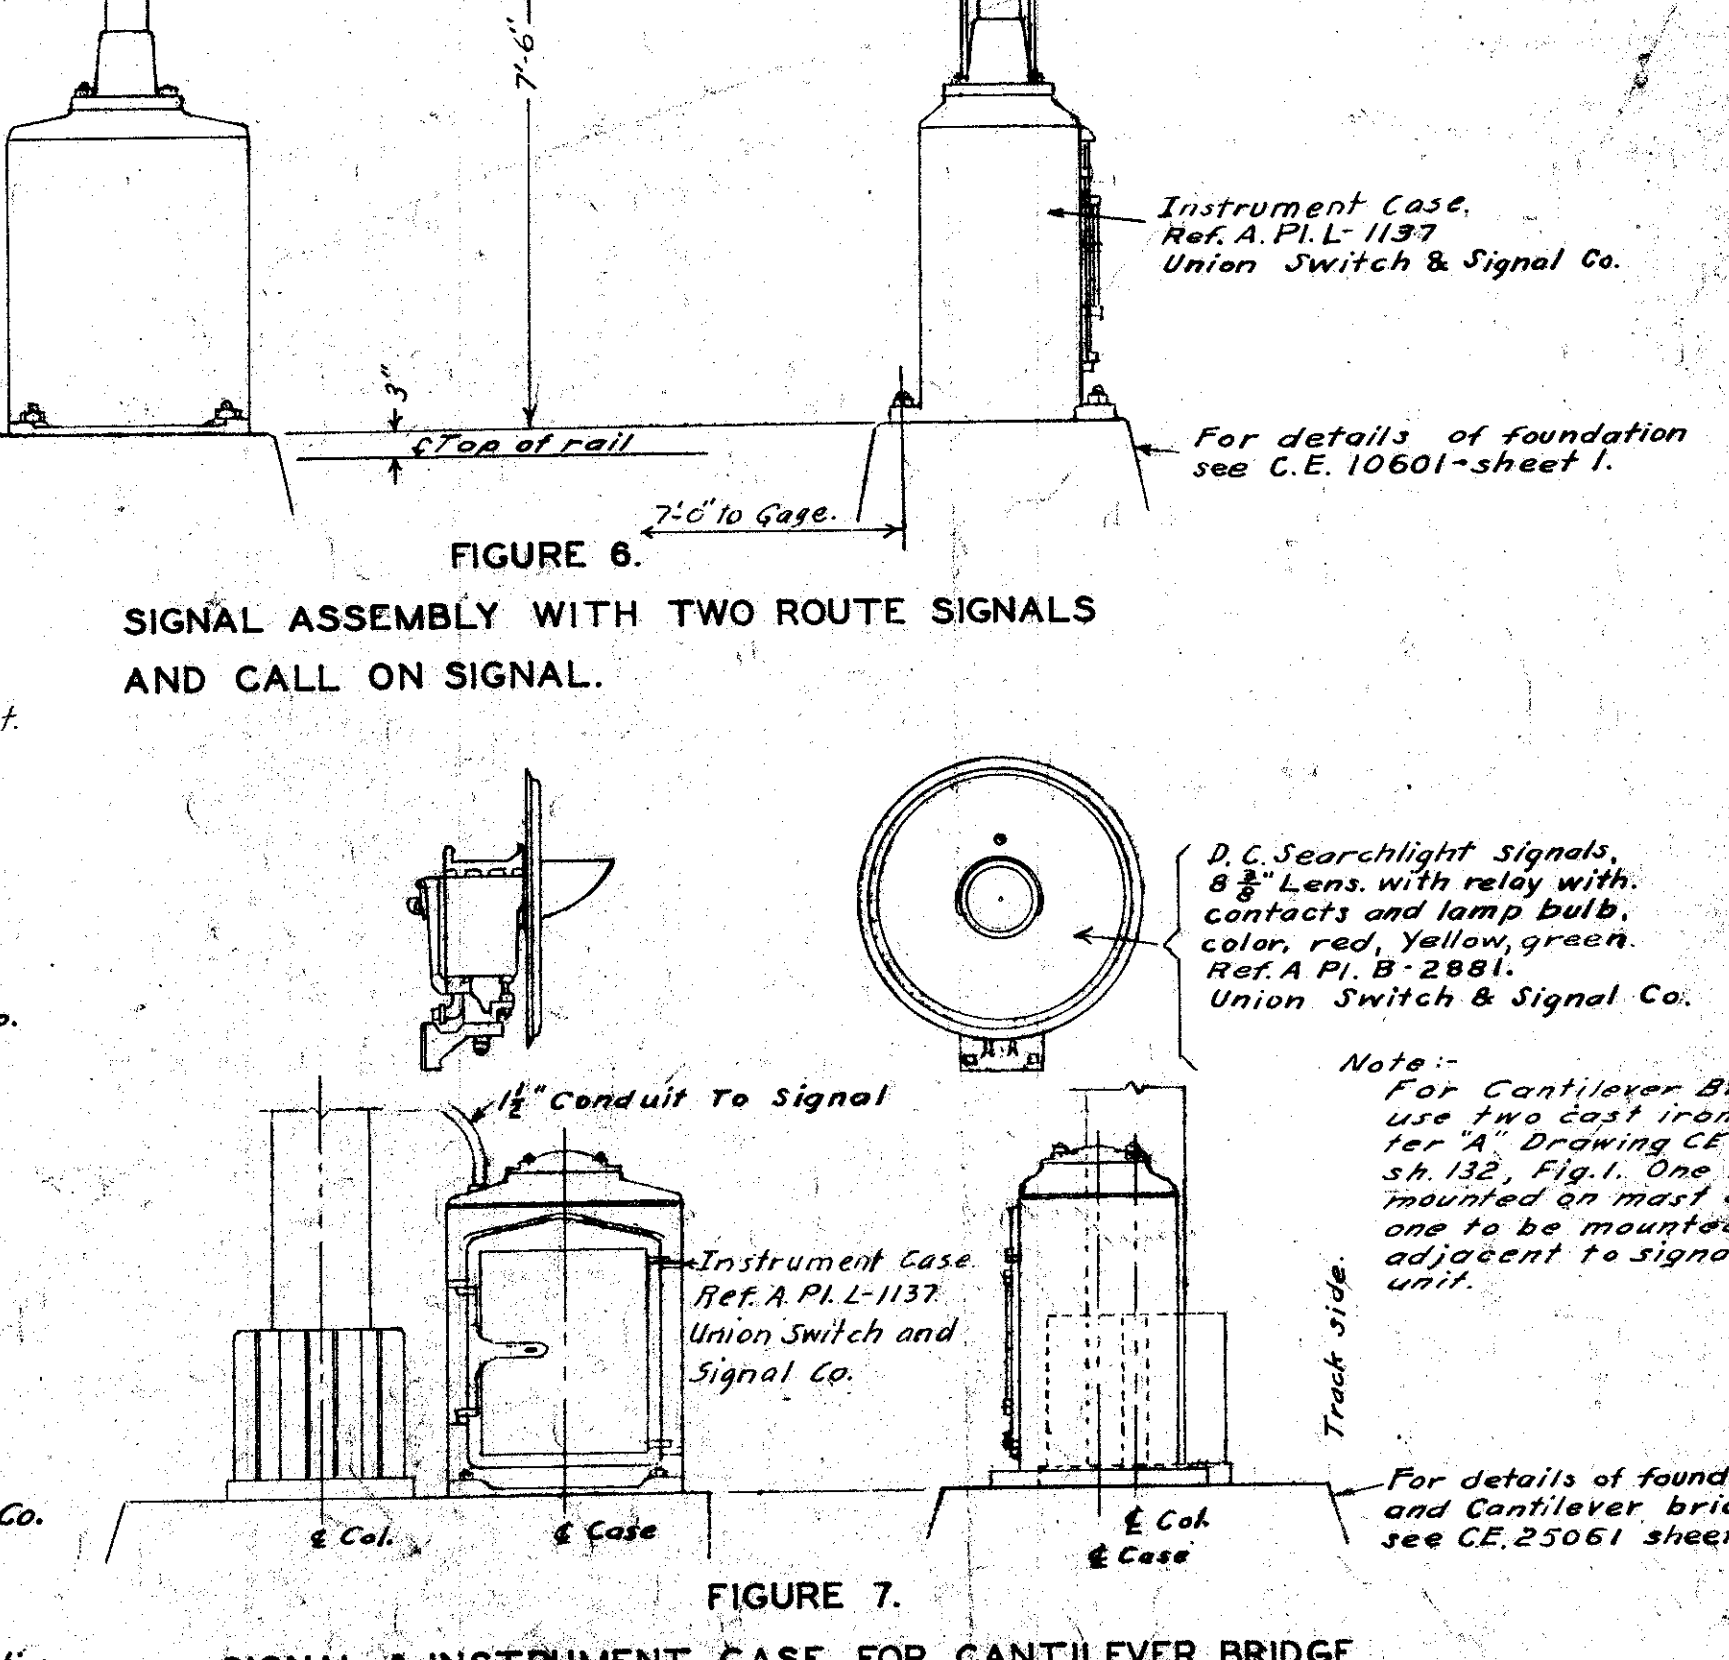 7'-6"
Instrument Case.
Ref. A. Pl. L-1137
Union Switch & Signal Co.
3"
℄ Top of rail
For details of foundation
see C.E. 10601-sheet 1.
7'-0" to Gage.
FIGURE 6.
SIGNAL ASSEMBLY WITH TWO ROUTE SIGNALS
AND CALL ON SIGNAL.
t.
D.C. Searchlight signals,
8 3/8" Lens. with relay with.
contacts and lamp bulb,
color, red, Yellow, green.
Ref. A Pl. B-2881.
Union Switch & Signal Co.
o.
1 1/2" Conduit To Signal
Note:-
For Cantilever B
use two cast iron
ter "A" Drawing CE
sh. 132, Fig. 1. One
mounted on mast
one to be mounted
adjacent to signa
unit.
Instrument Case
Ref. A. Pl. L-1137
Union Switch and
Signal Co.
Track side.
For details of found
and Cantilever bri
see CE. 25061 sheet
Co.
℄ Col.
℄ Case
℄ Col.
℄ Case
FIGURE 7.
SIGNAL & INSTRUMENT CASE FOR CANTILEVER BRIDGE